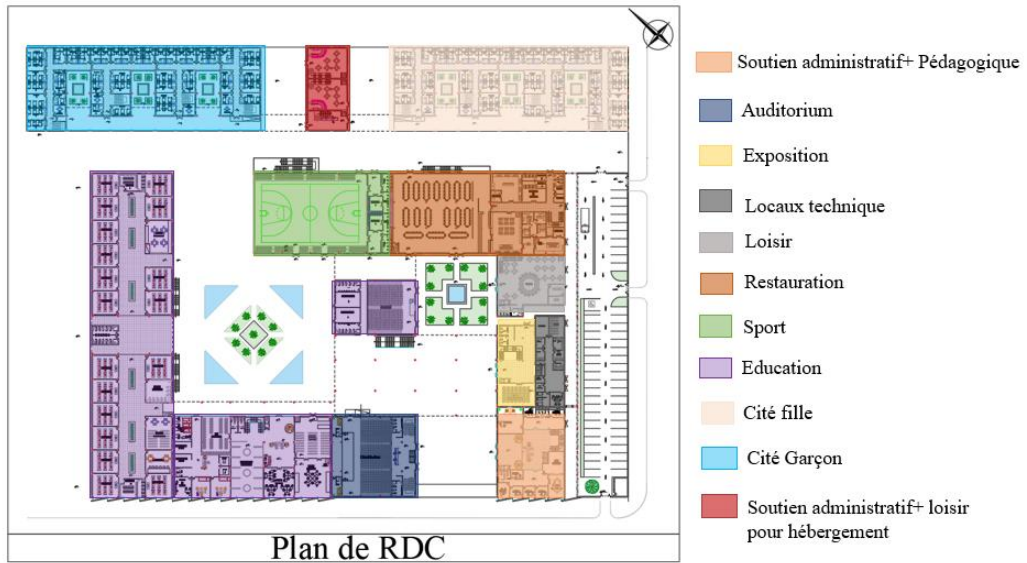 Soutien administratif+ Pédagogique
Auditorium
Exposition
Locaux technique
Loisir
Restauration
Sport
Education
Cité fille
Cité Garçon
Soutien administratif+ loisir
pour hébergement
Plan de RDC